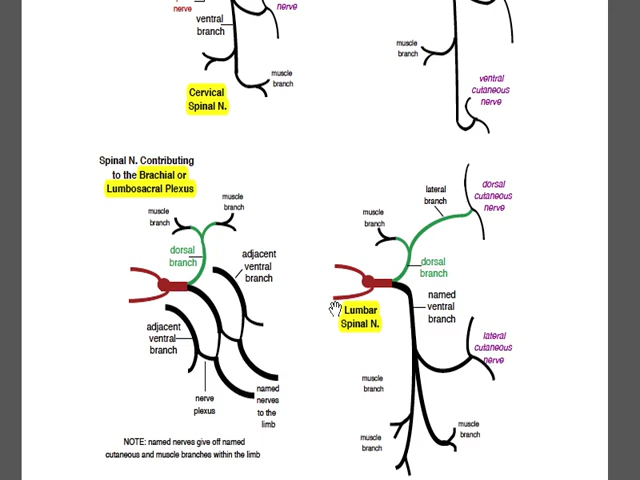 nerve
nerve
ventral
branch
muscle
branch
Cervical
Spinal N.
muscle
branch
ventral
cutaneous
nerve
Spinal N. Contributing
to the Brachial or
Lumbosacral Plexus
muscle
branch
muscle
branch
dorsal
branch
adjacent
ventral
branch
adjacent
ventral
branch
nerve
plexus
named
nerves
to the
limb
NOTE: named nerves give off named
cutaneous and muscle branches within the limb
lateral
branch
dorsal
cutaneous
nerve
muscle
branch
dorsal
branch
Lumbar
Spinal N.
named
ventral
branch
lateral
cutaneous
nerve
muscle
branch
muscle
branch
muscle
branch